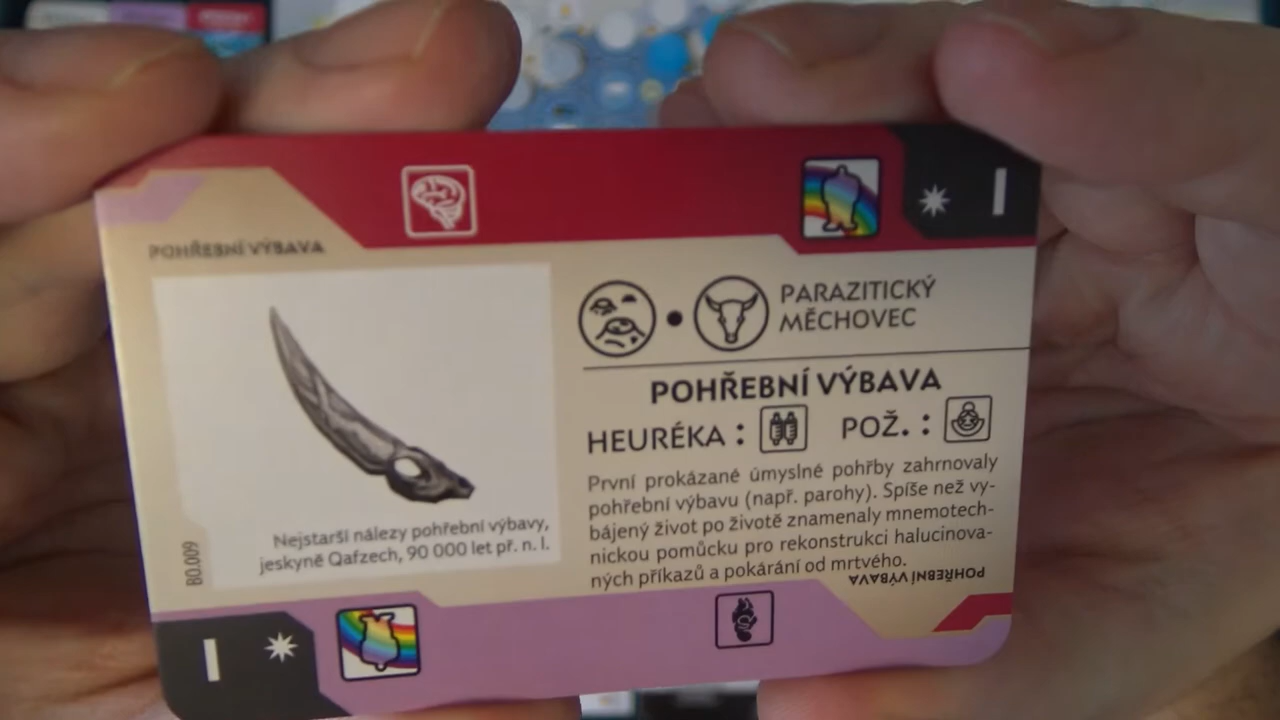 I
POHŘEBNÍ VÝBAVA
PARAZITICKÝ
MĚCHOVEC
POHŘEBNÍ VÝBAVA
HEURÉKA : POŽ. :
První prokázané úmyslné pohřby zahrnovaly
pohřební výbavu (např. parohy). Spíše než vy-
bájený život po životě znamenaly mnemotech-
nickou pomůcku pro rekonstrukci halucinova-
ných příkazů a pokárání od mrtvého.
Nejstarší nálezy pohřební výbavy,
jeskyně Qafzech, 90 000 let př. n. l.
B0.009
POHŘEBNÍ VÝBAVA
I